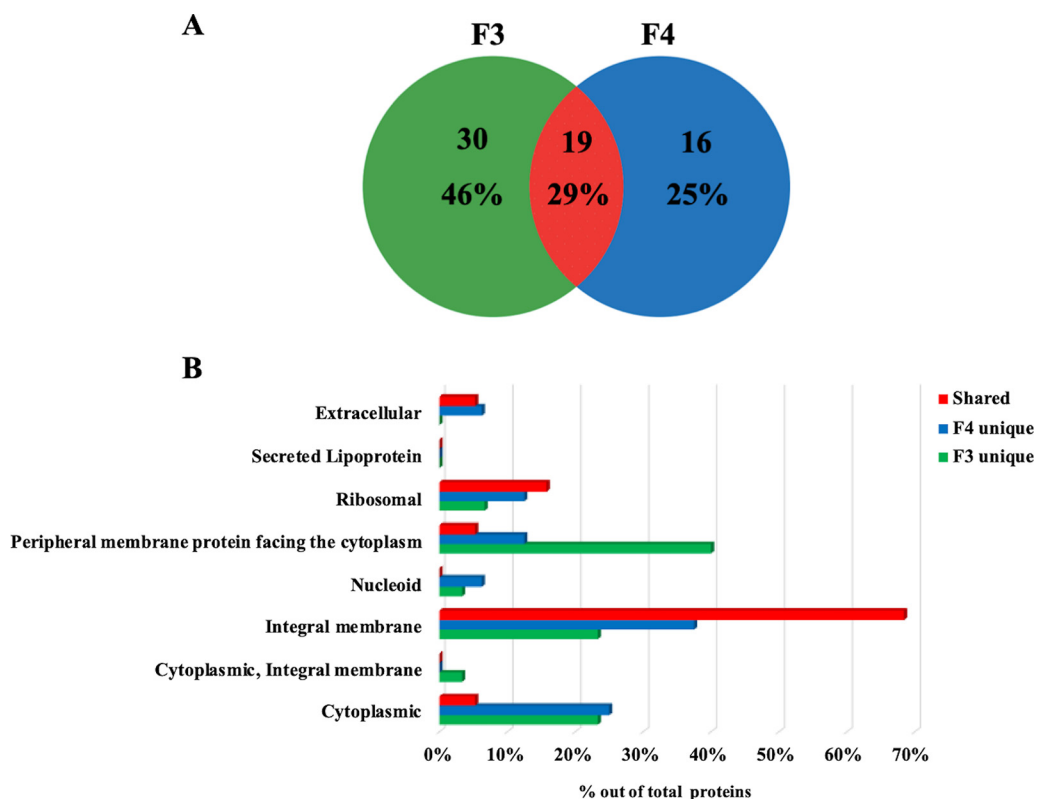 A
F3 F4
30 19 16
46% 29% 25%
B
Extracellular
Secreted Lipoprotein
Ribosomal
Peripheral membrane protein facing the cytoplasm
Nucleoid
Integral membrane
Cytoplasmic, Integral membrane
Cytoplasmic
Shared
F4 unique
F3 unique
0% 10% 20% 30% 40% 50% 60% 70%
% out of total proteins